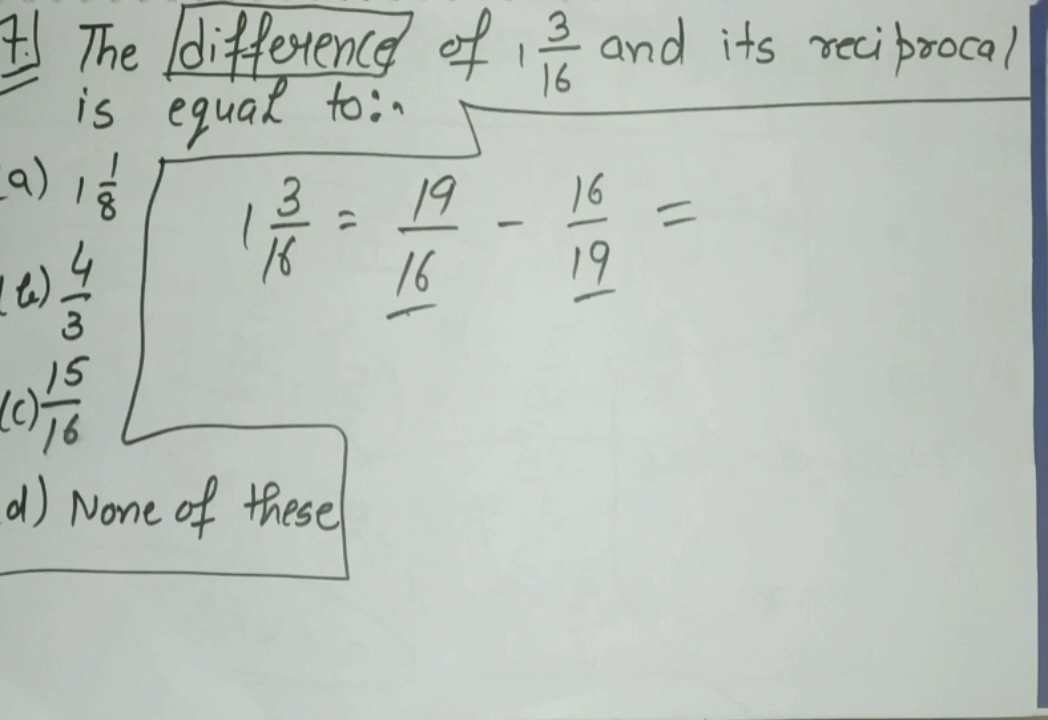 7.] The difference of 1 3/16 and its reciprocal
is equal to:-
(a) 1 1/8
(b) 4/3
(c) 15/16
d) None of these
1 3/16 = 19/16 - 16/19 =